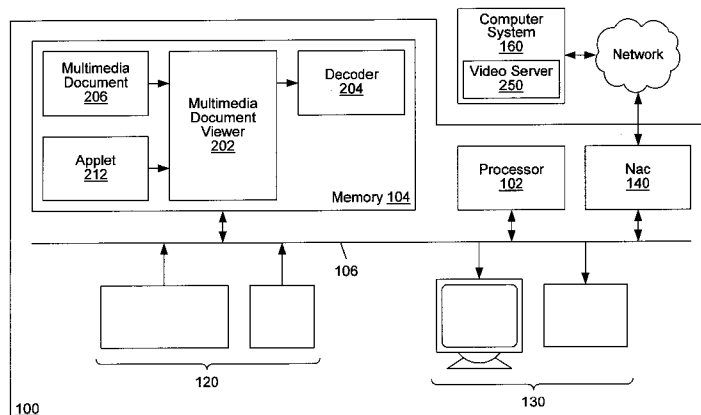 Computer
System
160
Video Server
250
Network
Multimedia
Document
206
Multimedia
Document
Viewer
202
Decoder
204
Applet
212
Memory 104
Processor
102
Nac
140
106
120
130
100